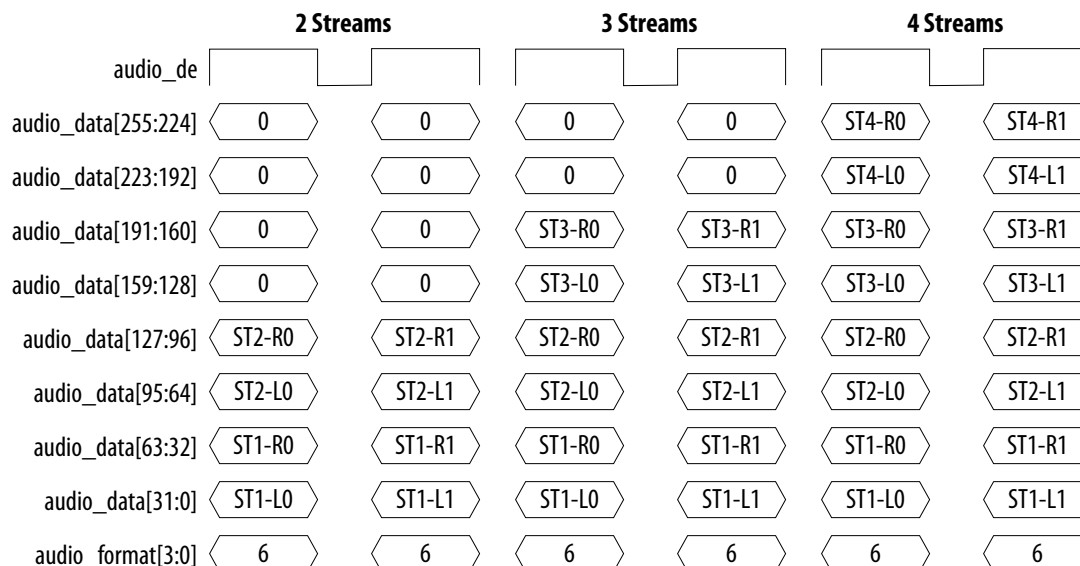 2 Streams 3 Streams 4 Streams
audio_de
audio_data[255:224] 0 0 0 0 ST4-R0 ST4-R1
audio_data[223:192] 0 0 0 0 ST4-L0 ST4-L1
audio_data[191:160] 0 0 ST3-R0 ST3-R1 ST3-R0 ST3-R1
audio_data[159:128] 0 0 ST3-L0 ST3-L1 ST3-L0 ST3-L1
audio_data[127:96] ST2-R0 ST2-R1 ST2-R0 ST2-R1 ST2-R0 ST2-R1
audio_data[95:64] ST2-L0 ST2-L1 ST2-L0 ST2-L1 ST2-L0 ST2-L1
audio_data[63:32] ST1-R0 ST1-R1 ST1-R0 ST1-R1 ST1-R0 ST1-R1
audio_data[31:0] ST1-L0 ST1-L1 ST1-L0 ST1-L1 ST1-L0 ST1-L1
audio_format[3:0] 6 6 6 6 6 6